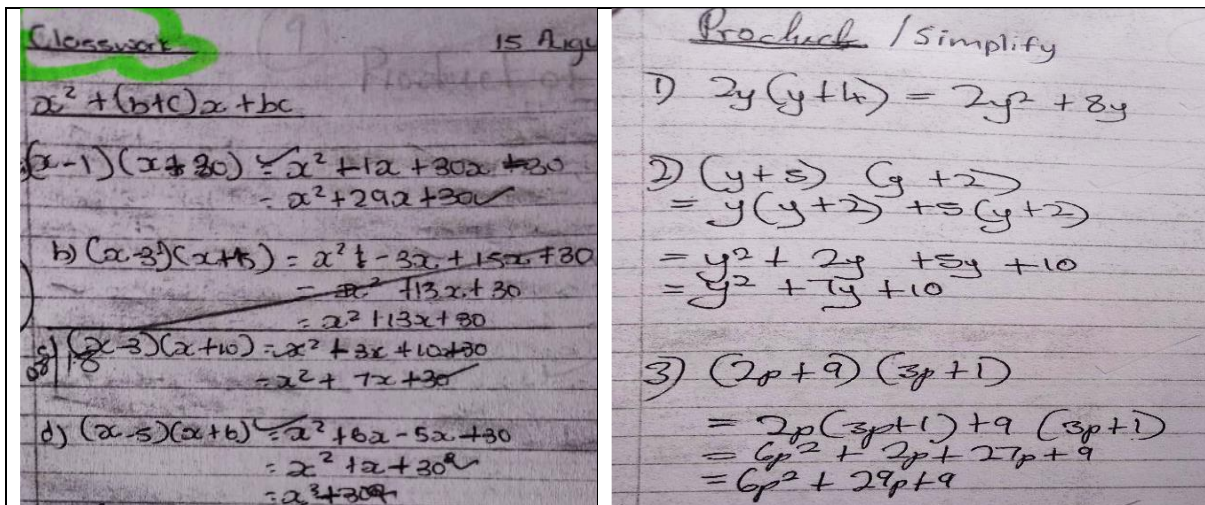 Classwork
15 Augu
x² + (b+c)x + bc
(x-1)(x+30) = x² +1x +30x +30
= x² +29x +30
b) (x-3)(x+15) = x² - 3x + 15x +30
= x² +13x + 30
= x² +13x +30
(x-3)(x+10) = x² +3x +10+30
= x² + 7x +30
d) (x-5)(x+6) = x² +6x -5x +30
= x² +x +30
Product / Simplify
1) 2y(y+4) = 2y² + 8y
2) (y+5) (y+2)
= y(y+2) +5(y+2)
= y² + 2y +5y +10
= y² + 7y +10
3) (2p+9) (3p+1)
= 2p(3p+1) +9 (3p+1)
= 6p² + 2p + 27p + 9
= 6p² + 29p +9